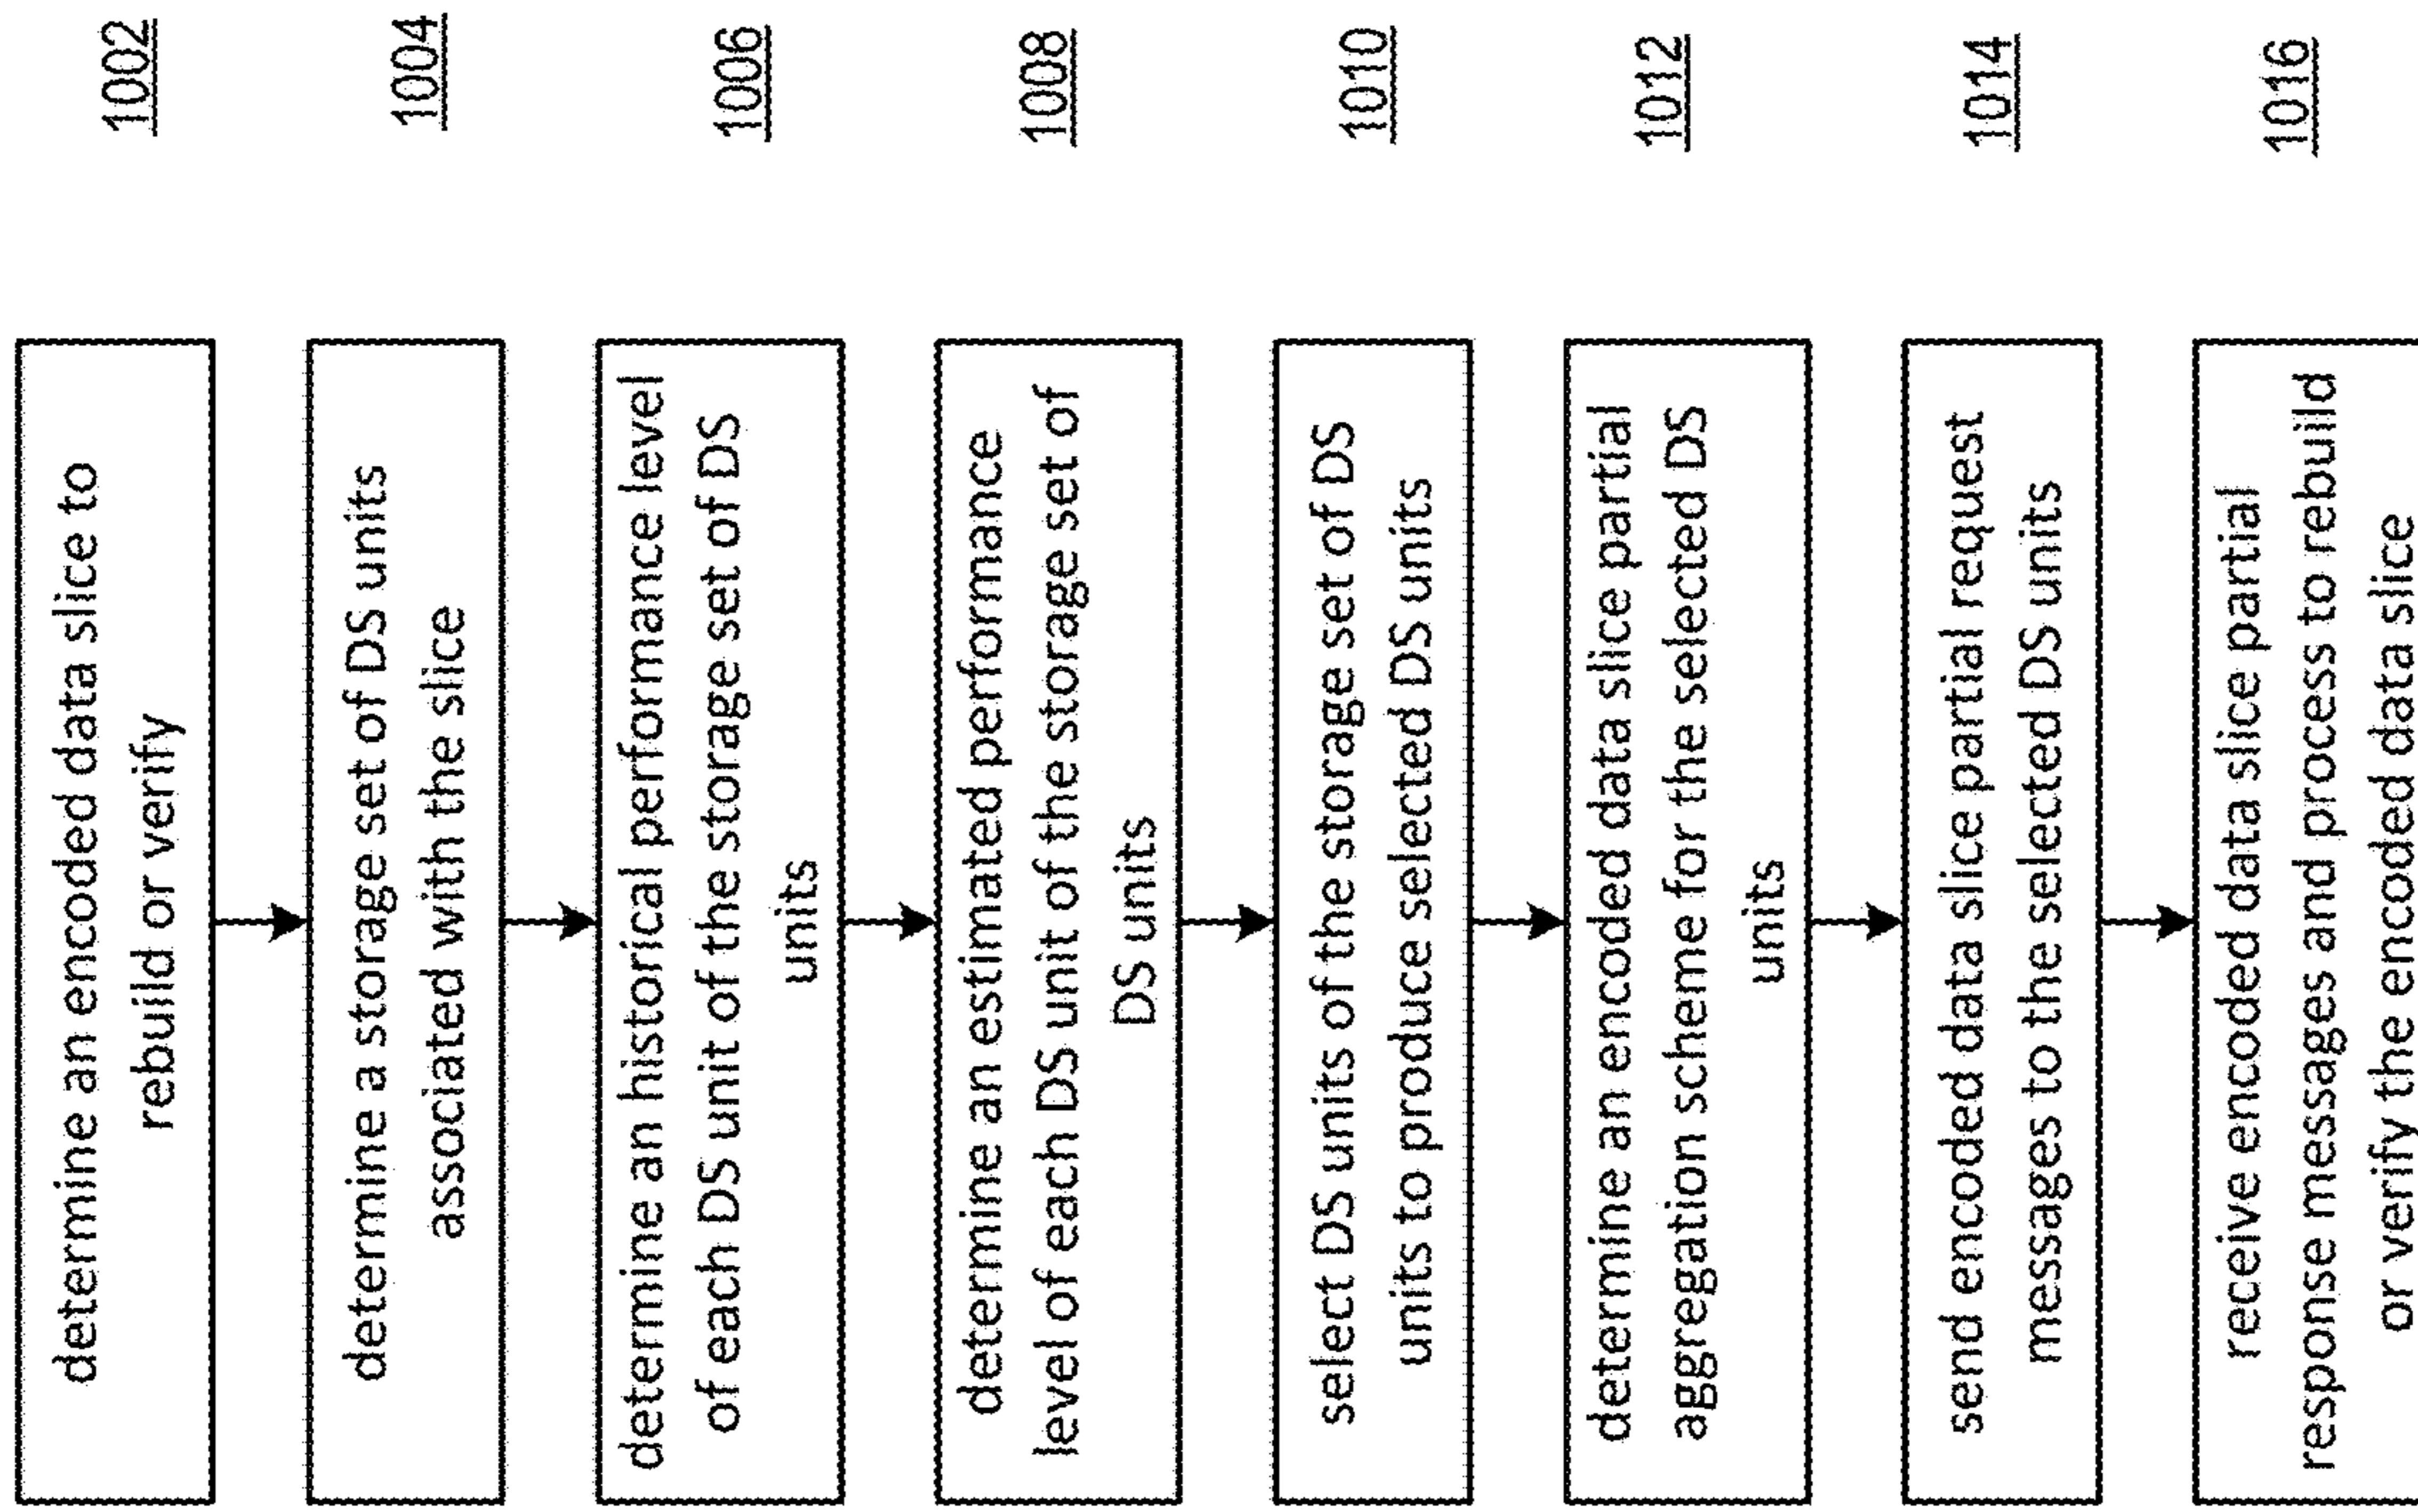 determine an encoded data slice to
rebuild or verify
1002
determine a storage set of DS units
associated with the slice
1004
determine an historical performance level
of each DS unit of the storage set of DS
units
1006
determine an estimated performance
level of each DS unit of the storage set of
DS units
1008
select DS units of the storage set of DS
units to produce selected DS units
1010
determine an encoded data slice partial
aggregation scheme for the selected DS
units
1012
send encoded data slice partial request
messages to the selected DS units
1014
receive encoded data slice partial
response messages and process to rebuild
or verify the encoded data slice
1016